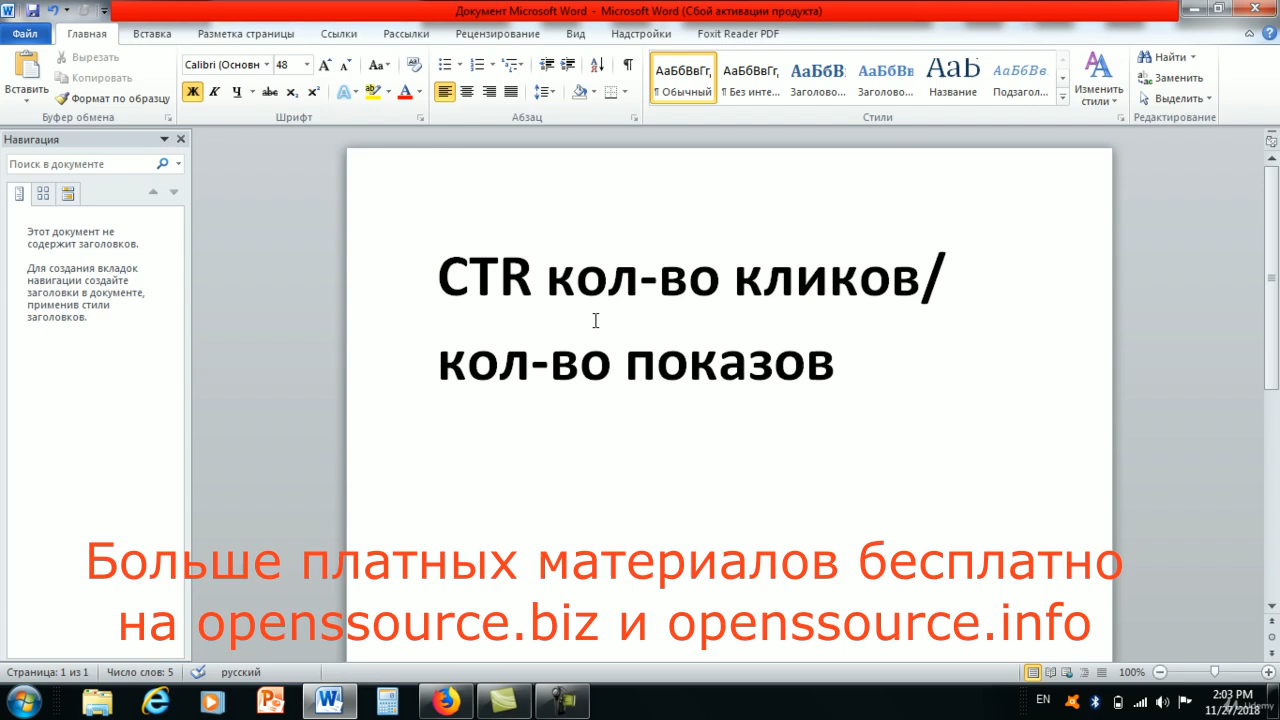 Документ Microsoft Word - Microsoft Word (Сбой активации продукта)
Файл Главная Вставка Разметка страницы Ссылки Рассылки Рецензирование Вид Надстройки Foxit Reader PDF
Вставить
Вырезать
Копировать
Формат по образцу
Буфер обмена
Calibri (Основн 48
Ж К Ч abc x₂ x² Aa
Шрифт
Абзац
АаБбВвГг, АаБбВвГг, АаБбВ: АаБбВв АаБ АаБбВв.
¶ Обычный ¶ Без инте... Заголово... Заголово... Название Подзагол...
Изменить стили
Стили
Найти
Заменить
Выделить
Редактирование
Навигация
Поиск в документе
Этот документ не
содержит заголовков.
Для создания вкладок
навигации создайте
заголовки в документе,
применив стили
заголовков.
CTR кол-во кликов/
кол-во показов
Больше платных материалов бесплатно
на openssource.biz и openssource.info
Страница: 1 из 1 Число слов: 5 русский 100%
EN 2:03 PM
11/27/2018
Udemy